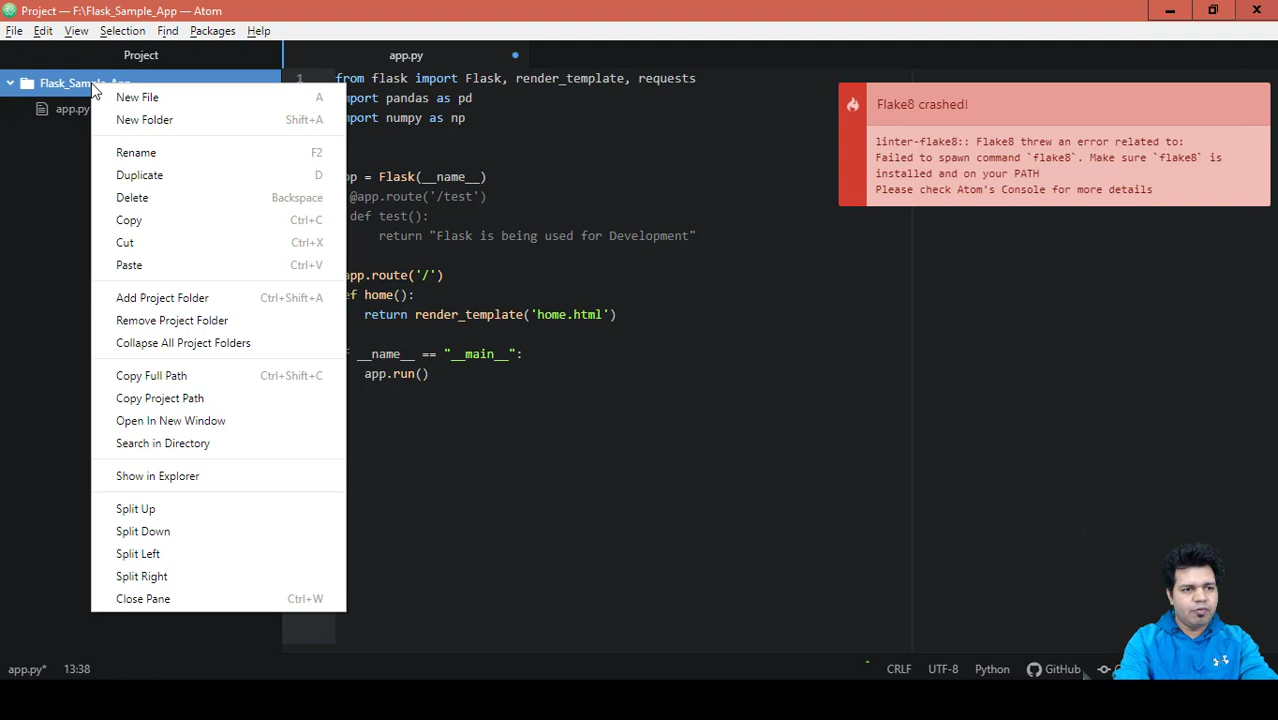 Project — F:\Flask_Sample_App — Atom
File Edit View Selection Find Packages Help
Project
Flask_Sample_App
app.py
New File A
New Folder Shift+A
Rename F2
Duplicate D
Delete Backspace
Copy Ctrl+C
Cut Ctrl+X
Paste Ctrl+V
Add Project Folder Ctrl+Shift+A
Remove Project Folder
Collapse All Project Folders
Copy Full Path Ctrl+Shift+C
Copy Project Path
Open In New Window
Search in Directory
Show in Explorer
Split Up
Split Down
Split Left
Split Right
Close Pane Ctrl+W
app.py
1 from flask import Flask, render_template, requests
import pandas as pd
import numpy as np
pp = Flask(__name__)
@app.route('/test')
def test():
return "Flask is being used for Development"
app.route('/')
ef home():
return render_template('home.html')
__name__ == "__main__":
app.run()
Flake8 crashed!
linter-flake8:: Flake8 threw an error related to:
Failed to spawn command `flake8`. Make sure `flake8` is
installed and on your PATH
Please check Atom's Console for more details
app.py* 13:38 CRLF UTF-8 Python GitHub